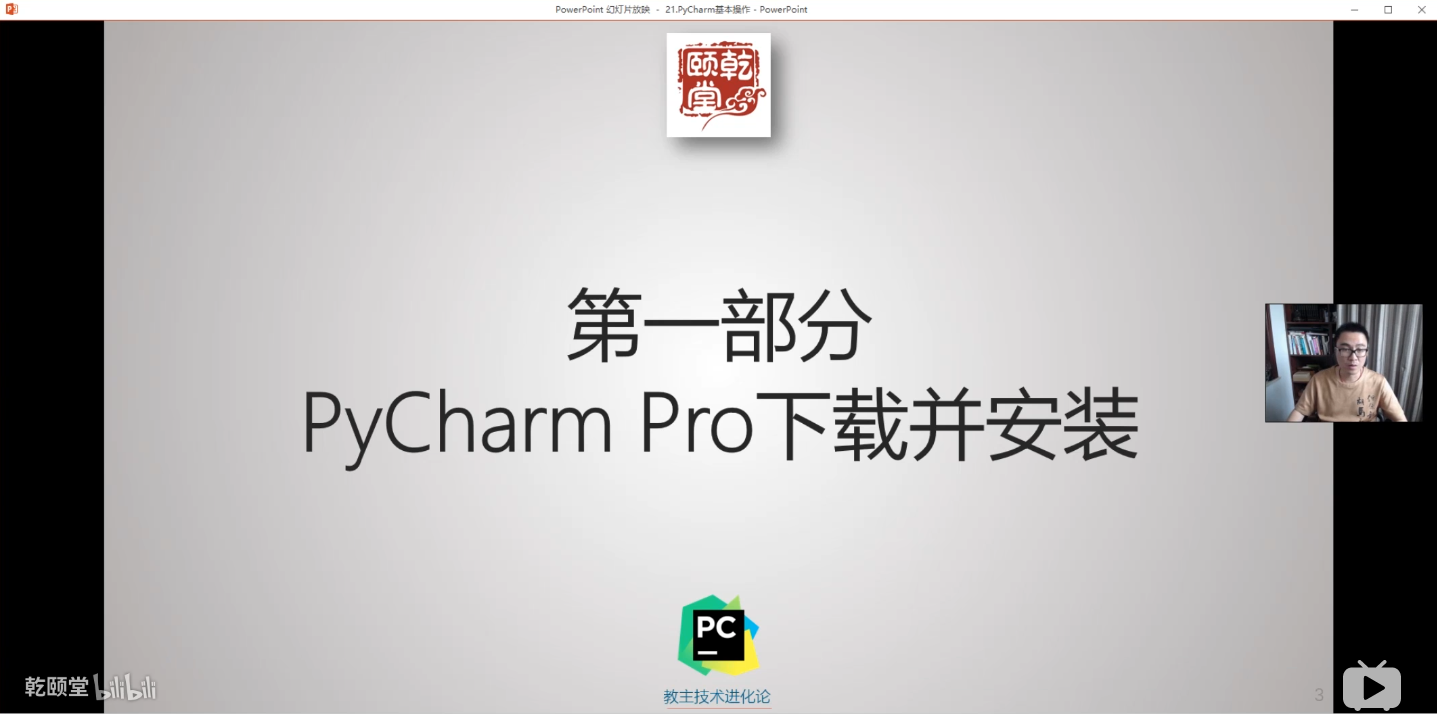 PowerPoint 幻灯片放映 - 21.PyCharm基本操作 - PowerPoint
颐乾
堂
第一部分
PyCharm Pro下载并安装
PC
教主技术进化论
3
乾颐堂 bilibili